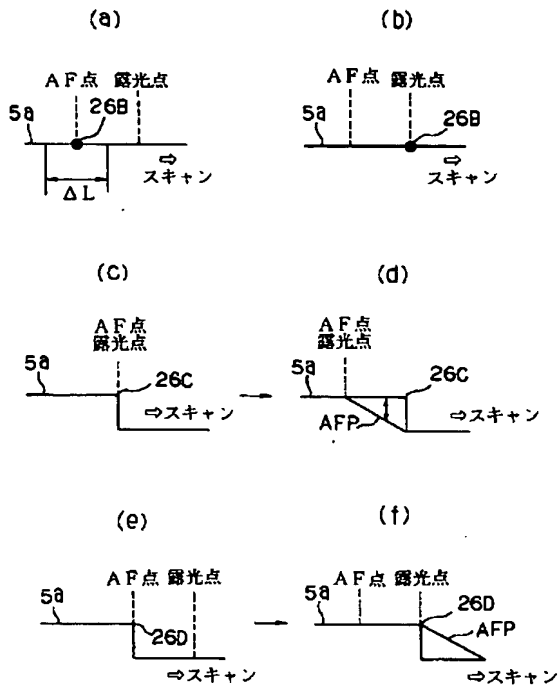 (a)
AF点 露光点
5a
26B
⇨
スキャン
ΔL
(b)
AF点 露光点
5a
26B
⇨
スキャン
(c)
AF点
露光点
5a
26C
⇨スキャン
(d)
AF点
露光点
5a
26C
AFP
⇨スキャン
(e)
AF点 露光点
5a
26D
⇨スキャン
(f)
AF点 露光点
5a
26D
AFP
⇨スキャン